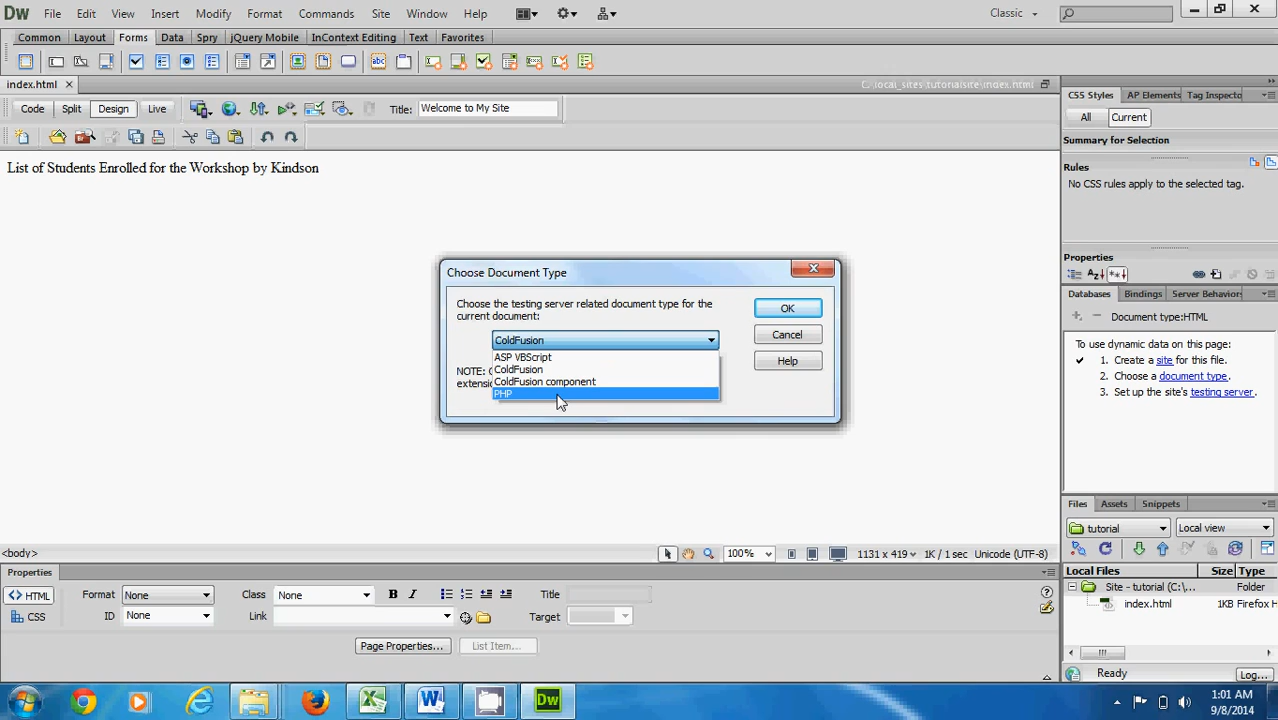 Dw File Edit View Insert Modify Format Commands Site Window Help Classic
Common Layout Forms Data Spry jQuery Mobile InContext Editing Text Favorites
index.html C:\local_sites\tutorialsite\index.html
Code Split Design Live Title: Welcome to My Site
List of Students Enrolled for the Workshop by Kindson
Choose Document Type
Choose the testing server related document type for the
current document:
ColdFusion
ASP VBScript
ColdFusion
ColdFusion component
PHP
NOTE:
extensi
OK
Cancel
Help
CSS Styles AP Elements Tag Inspecto
All Current
Summary for Selection
Rules
No CSS rules apply to the selected tag.
Properties
Databases Bindings Server Behaviors
Document type:HTML
To use dynamic data on this page:
1. Create a site for this file.
2. Choose a document type.
3. Set up the site's testing server.
Files Assets Snippets
tutorial Local view
Local Files Size Type
Site - tutorial (C:\... Folder
index.html 1KB Firefox H
Ready Log...
<body> 100% 1131 x 419 1K / 1 sec Unicode (UTF-8)
Properties
HTML Format None Class None B I Title
CSS ID None Link Target
Page Properties... List Item...
Dw
1:01 AM
9/8/2014